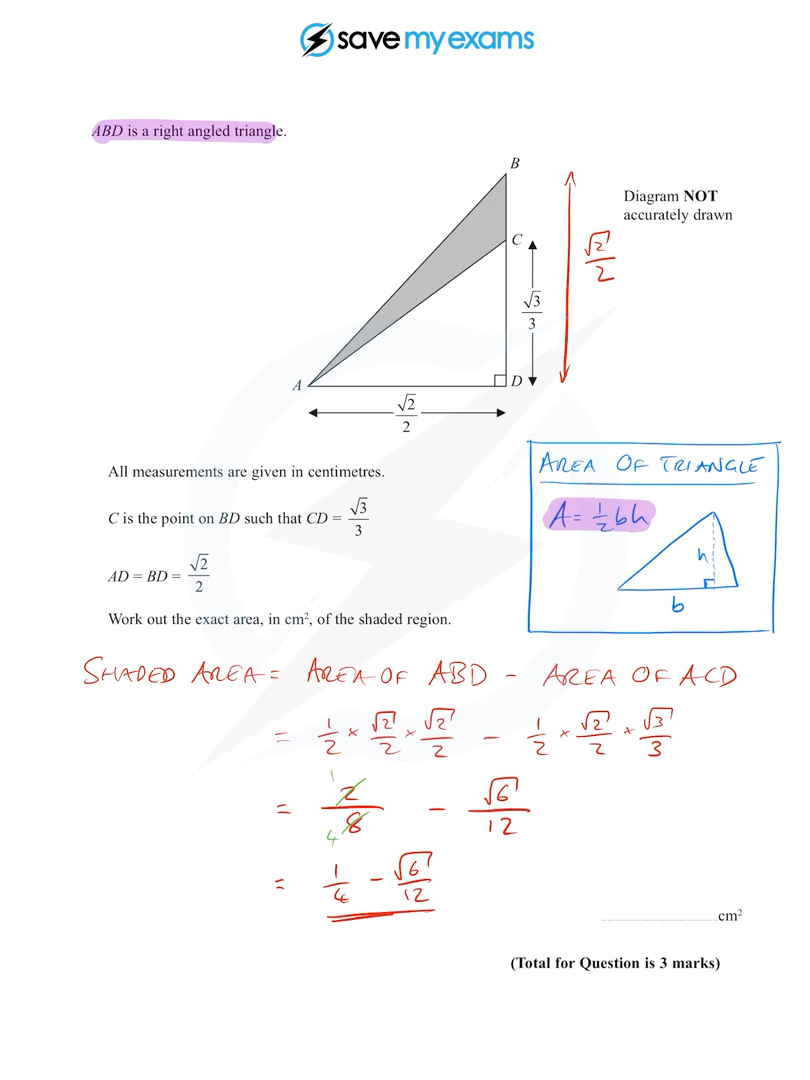 save my exams
ABD is a right angled triangle.
B
Diagram NOT
accurately drawn
C
√2/2
√3/3
A
D
√2/2
All measurements are given in centimetres.
C is the point on BD such that CD = √3/3
AD = BD = √2/2
Work out the exact area, in cm², of the shaded region.
AREA OF TRIANGLE
A = ½bh
h
b
SHADED AREA = AREA OF ABD - AREA OF ACD
= 1/2 × √2/2 × √2/2 - 1/2 × √2/2 × √3/3
1
= 2/8 - √6/12
4
= 1/4 - √6/12
..........................................cm²
(Total for Question is 3 marks)